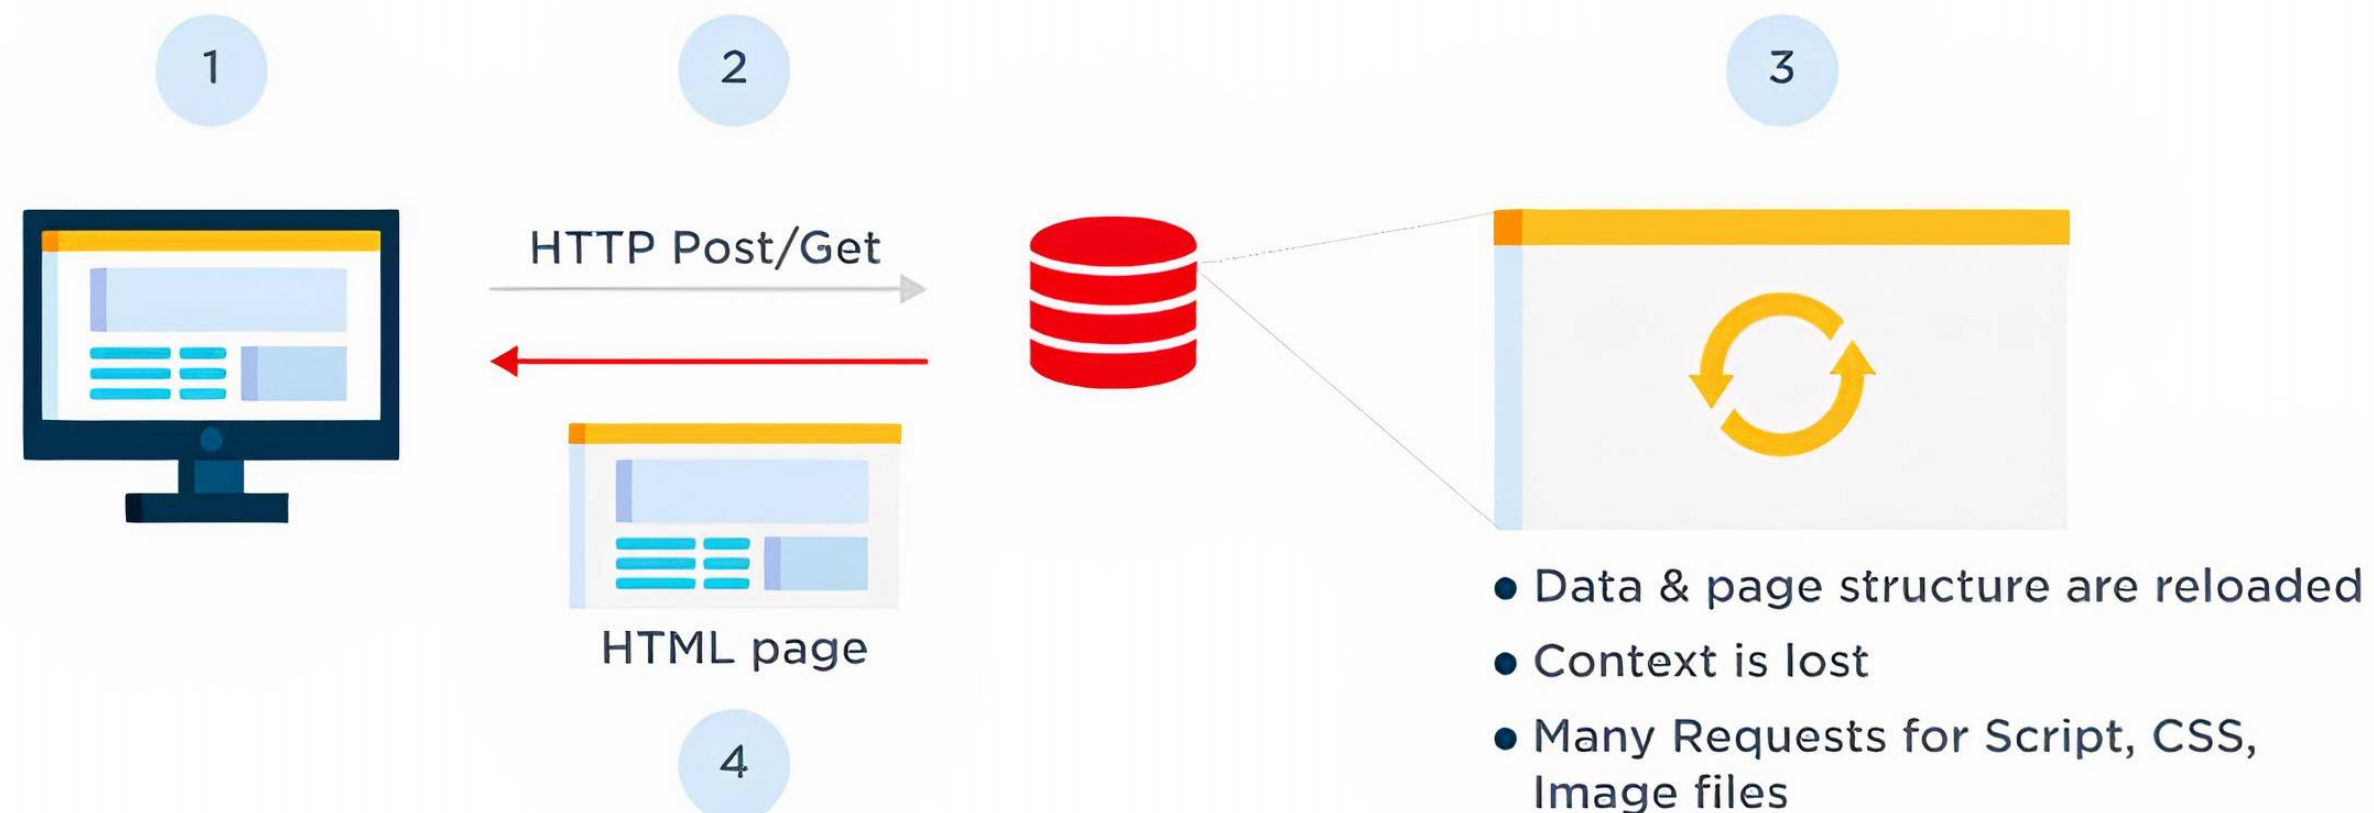 1
2
3
HTTP Post/Get
HTML page
4
• Data & page structure are reloaded
• Context is lost
• Many Requests for Script, CSS,
Image files